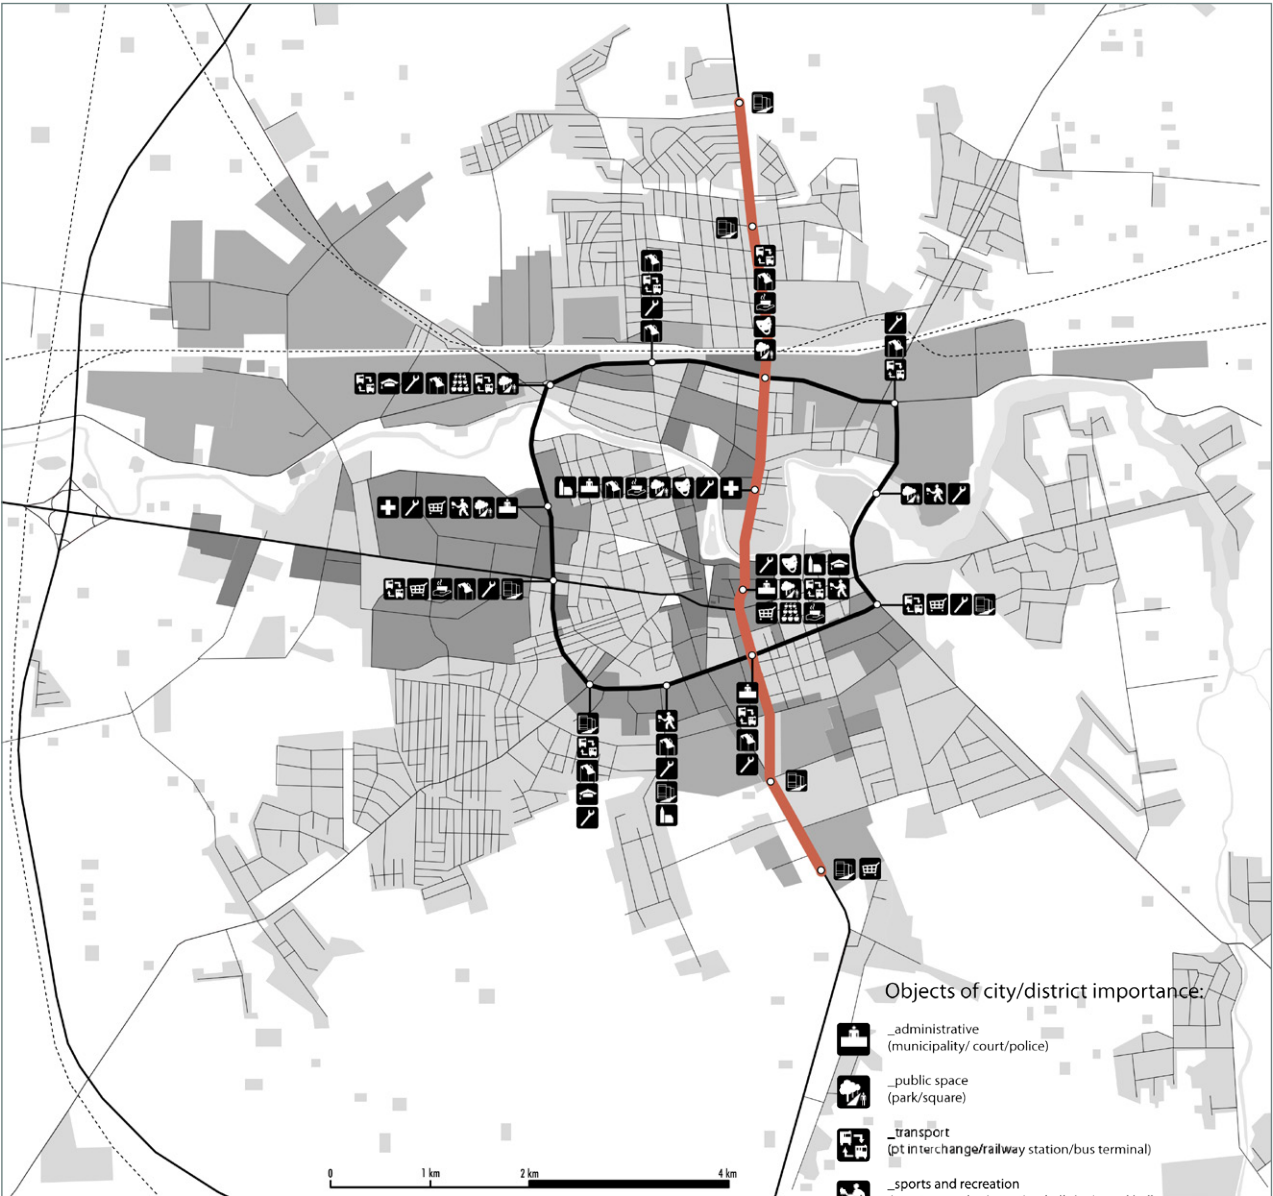 Objects of city/district importance:
_administrative
(municipality/ court/police)
_public space
(park/square)
_transport
(pt interchange/railway station/bus terminal)
_sports and recreation
0 1 km 2 km 4 km